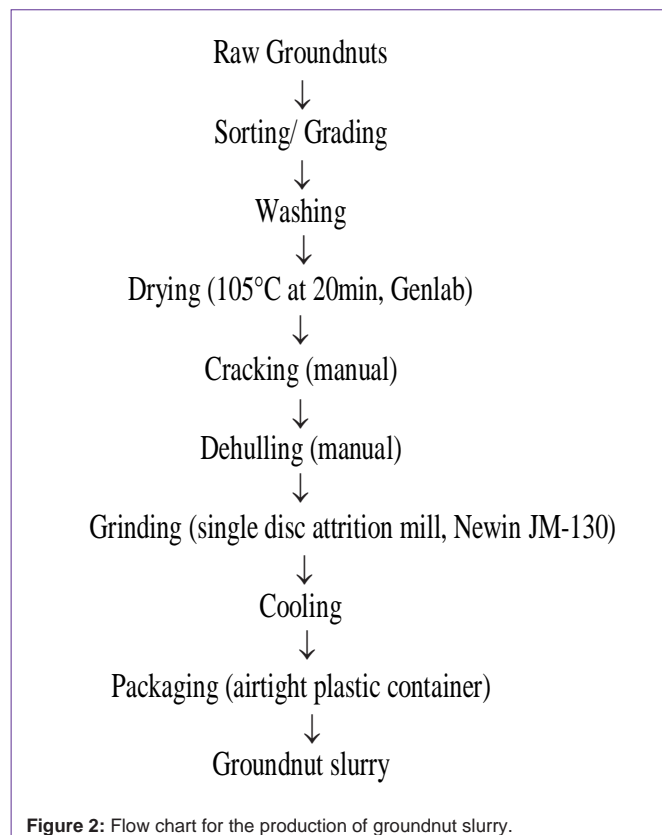 Raw Groundnuts
↓
Sorting/ Grading
↓
Washing
↓
Drying (105°C at 20min, Genlab)
↓
Cracking (manual)
↓
Dehulling (manual)
↓
Grinding (single disc attrition mill, Newin JM-130)
↓
Cooling
↓
Packaging (airtight plastic container)
↓
Groundnut slurry
Figure 2: Flow chart for the production of groundnut slurry.